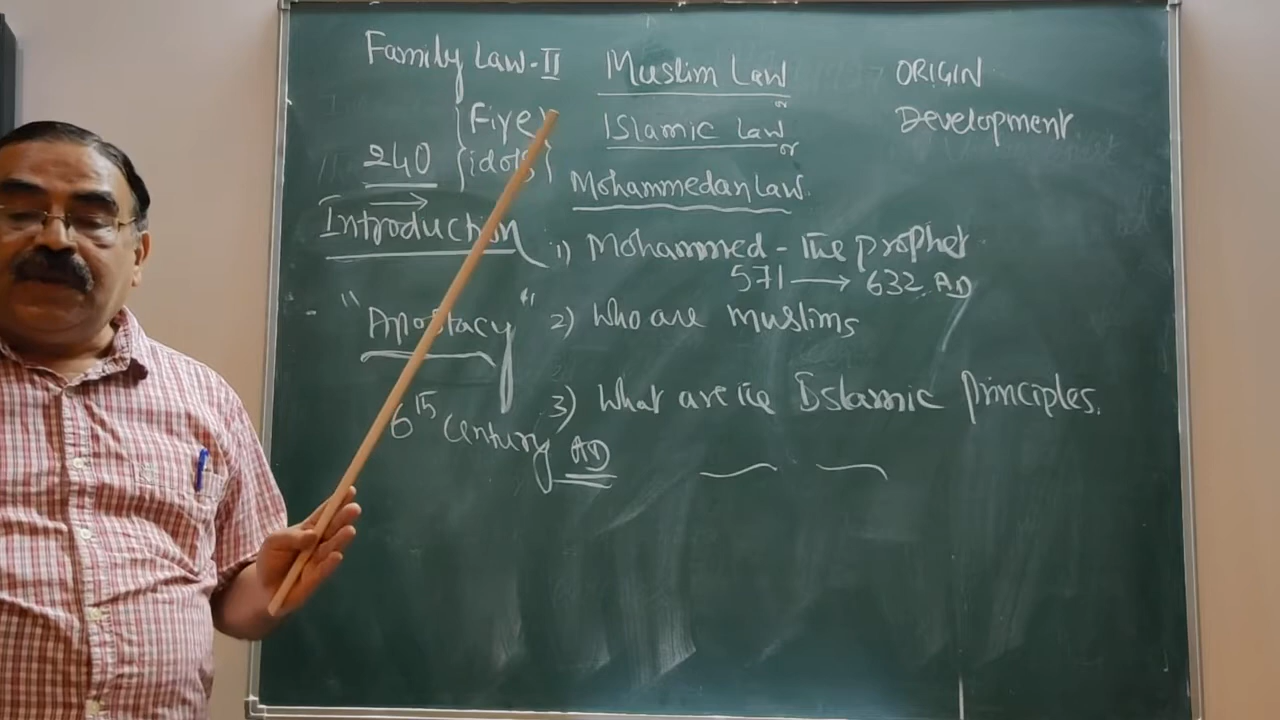 Family Law-II
{Fire}
240 {idols}
Introduction
"Apostacy"
6th Century AD
Muslim Law
or
Islamic Law
or
Mohammedan Law.
1) Mohammed - The prophet
571 → 632 AD
2) Who are muslims
3) What are the Islamic principles.
ORIGIN
Development